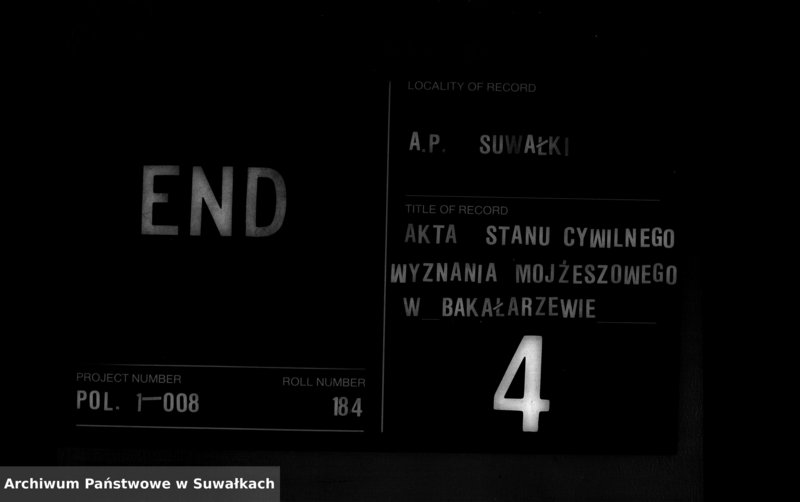 END
PROJECT NUMBER
POL. 1-008
ROLL NUMBER
184
LOCALITY OF RECORD
A.P. SUWAŁKI
TITLE OF RECORD
AKTA STANU CYWILNEGO
WYZNANIA MOJŻESZOWEGO
W BAKAŁARZEWIE
4
Archiwum Państwowe w Suwałkach